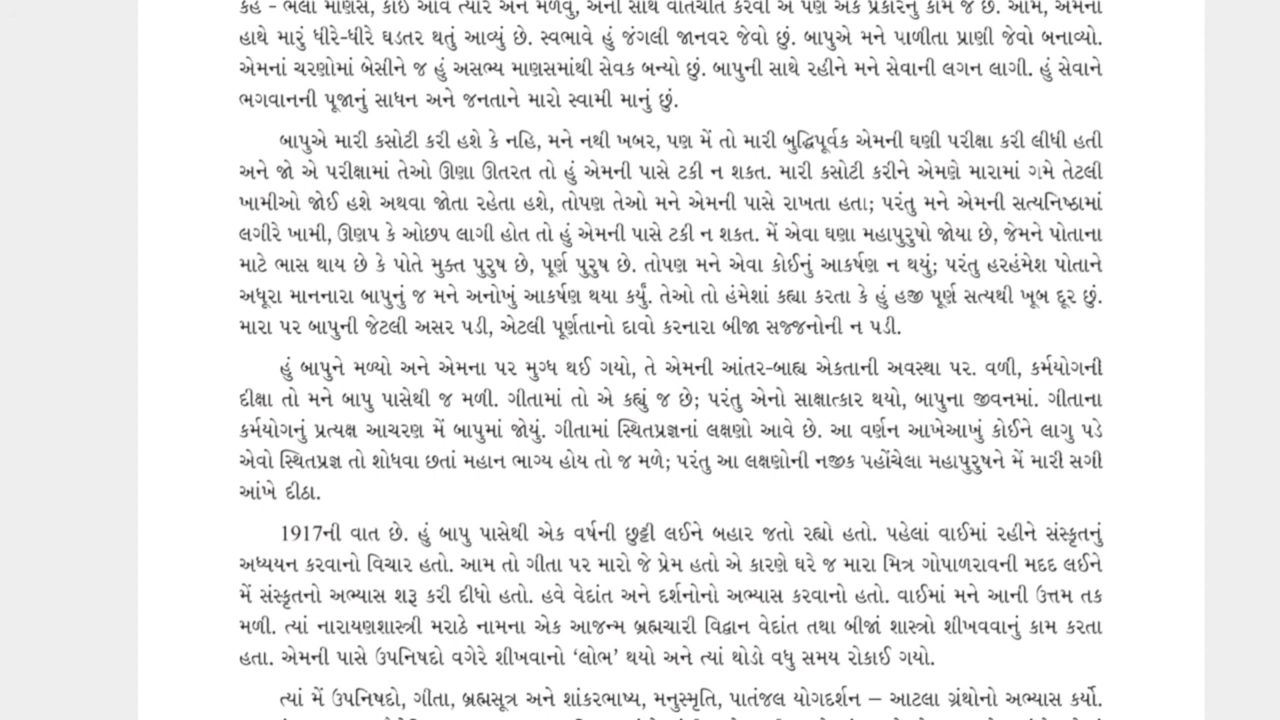 કહે - ભલા માણસ, કોઈ આવે ત્યારે એને મળવું, એની સાથે વાતચીત કરવી એ પણ એક પ્રકારનું કામ જ છે. આમ, એમના
હાથે મારું ધીરે-ધીરે ઘડતર થતું આવ્યું છે. સ્વભાવે હું જંગલી જાનવર જેવો છું. બાપુએ મને પાળીતા પ્રાણી જેવો બનાવ્યો.
એમનાં ચરણોમાં બેસીને જ હું અસભ્ય માણસમાંથી સેવક બન્યો છું. બાપુની સાથે રહીને મને સેવાની લગન લાગી. હું સેવાને
ભગવાનની પૂજાનું સાધન અને જનતાને મારો સ્વામી માનું છું.
બાપુએ મારી કસોટી કરી હશે કે નહિ, મને નથી ખબર, પણ મેં તો મારી બુદ્ધિપૂર્વક એમની ઘણી પરીક્ષા કરી લીધી હતી
અને જો એ પરીક્ષામાં તેઓ ઊણા ઊતરત તો હું એમની પાસે ટકી ન શકત. મારી કસોટી કરીને એમણે મારામાં ગમે તેટલી
ખામીઓ જોઈ હશે અથવા જોતા રહેતા હશે, તોપણ તેઓ મને એમની પાસે રાખતા હતા; પરંતુ મને એમની સત્યનિષ્ઠામાં
લગીરે ખામી, ઊણપ કે ઓછપ લાગી હોત તો હું એમની પાસે ટકી ન શકત. મેં એવા ઘણા મહાપુરુષો જોયા છે, જેમને પોતાના
માટે ભાસ થાય છે કે પોતે મુક્ત પુરુષ છે, પૂર્ણ પુરુષ છે. તોપણ મને એવા કોઈનું આકર્ષણ ન થયું; પરંતુ હરહંમેશ પોતાને
અધૂરા માનનારા બાપુનું જ મને અનોખું આકર્ષણ થયા કર્યું. તેઓ તો હંમેશાં કહ્યા કરતા કે હું હજી પૂર્ણ સત્યથી ખૂબ દૂર છું.
મારા પર બાપુની જેટલી અસર પડી, એટલી પૂર્ણતાનો દાવો કરનારા બીજા સજ્જનોની ન પડી.
હું બાપુને મળ્યો અને એમના પર મુગ્ધ થઈ ગયો, તે એમની આંતર-બાહ્ય એકતાની અવસ્થા પર. વળી, કર્મયોગની
દીક્ષા તો મને બાપુ પાસેથી જ મળી. ગીતામાં તો એ કહ્યું જ છે; પરંતુ એનો સાક્ષાત્કાર થયો, બાપુના જીવનમાં. ગીતાના
કર્મયોગનું પ્રત્યક્ષ આચરણ મેં બાપુમાં જોયું. ગીતામાં સ્થિતપ્રજ્ઞનાં લક્ષણો આવે છે. આ વર્ણન આખેઆખું કોઈને લાગુ પડે
એવો સ્થિતપ્રજ્ઞ તો શોધવા છતાં મહાન ભાગ્ય હોય તો જ મળે; પરંતુ આ લક્ષણોની નજીક પહોંચેલા મહાપુરુષને મેં મારી સગી
આંખે દીઠા.
1917ની વાત છે. હું બાપુ પાસેથી એક વર્ષની છુટ્ટી લઈને બહાર જતો રહ્યો હતો. પહેલાં વાઈમાં રહીને સંસ્કૃતનું
અધ્યયન કરવાનો વિચાર હતો. આમ તો ગીતા પર મારો જે પ્રેમ હતો એ કારણે ઘરે જ મારા મિત્ર ગોપાળરાવની મદદ લઈને
મેં સંસ્કૃતનો અભ્યાસ શરૂ કરી દીધો હતો. હવે વેદાંત અને દર્શનોનો અભ્યાસ કરવાનો હતો. વાઈમાં મને આની ઉત્તમ તક
મળી. ત્યાં નારાયણશાસ્ત્રી મરાઠે નામના એક આજન્મ બ્રહ્મચારી વિદ્વાન વેદાંત તથા બીજાં શાસ્ત્રો શીખવવાનું કામ કરતા
હતા. એમની પાસે ઉપનિષદો વગેરે શીખવાનો ‘લોભ’ થયો અને ત્યાં થોડો વધુ સમય રોકાઈ ગયો.
ત્યાં મેં ઉપનિષદો, ગીતા, બ્રહ્મસૂત્ર અને શાંકરભાષ્ય, મનુસ્મૃતિ, પાતંજલ યોગદર્શન – આટલા ગ્રંથોનો અભ્યાસ કર્યો.